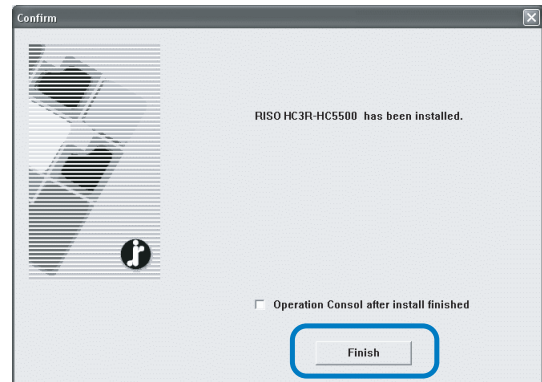 Confirm
RISO HC3R-HC5500 has been installed.
Operation Consol after install finished
Finish